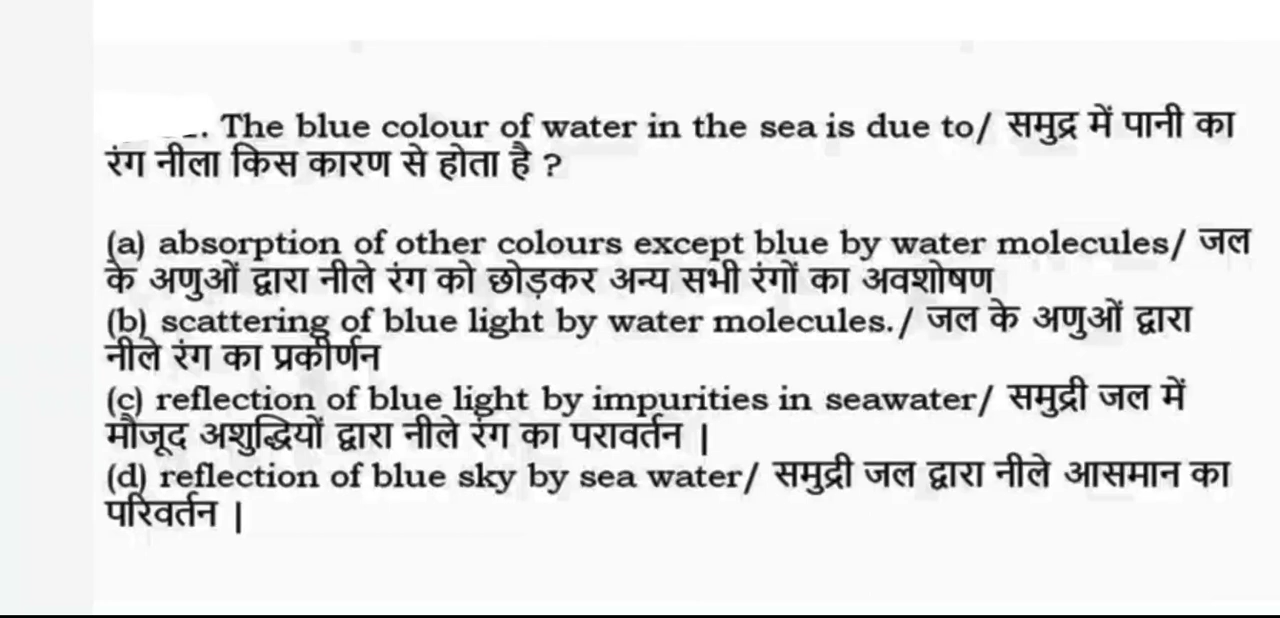 . The blue colour of water in the sea is due to/ समुद्र में पानी का
रंग नीला किस कारण से होता है ?
(a) absorption of other colours except blue by water molecules/ जल
के अणुओं द्वारा नीले रंग को छोड़कर अन्य सभी रंगों का अवशोषण
(b) scattering of blue light by water molecules./ जल के अणुओं द्वारा
नीले रंग का प्रकीर्णन
(c) reflection of blue light by impurities in seawater/ समुद्री जल में
मौजूद अशुद्धियों द्वारा नीले रंग का परावर्तन |
(d) reflection of blue sky by sea water/ समुद्री जल द्वारा नीले आसमान का
परिवर्तन |